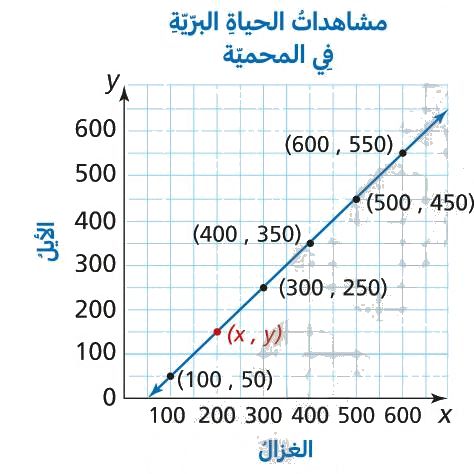 مشاهداتُ الحياةِ البرّيّةِ
فِي المحميّة
y
600
500
400
300
200
100
0
الأيلُ
(600 , 550)
(500 , 450)
(400 , 350)
(300 , 250)
(x , y)
(100 , 50)
100 200 300 400 500 600 x
الغزالُ